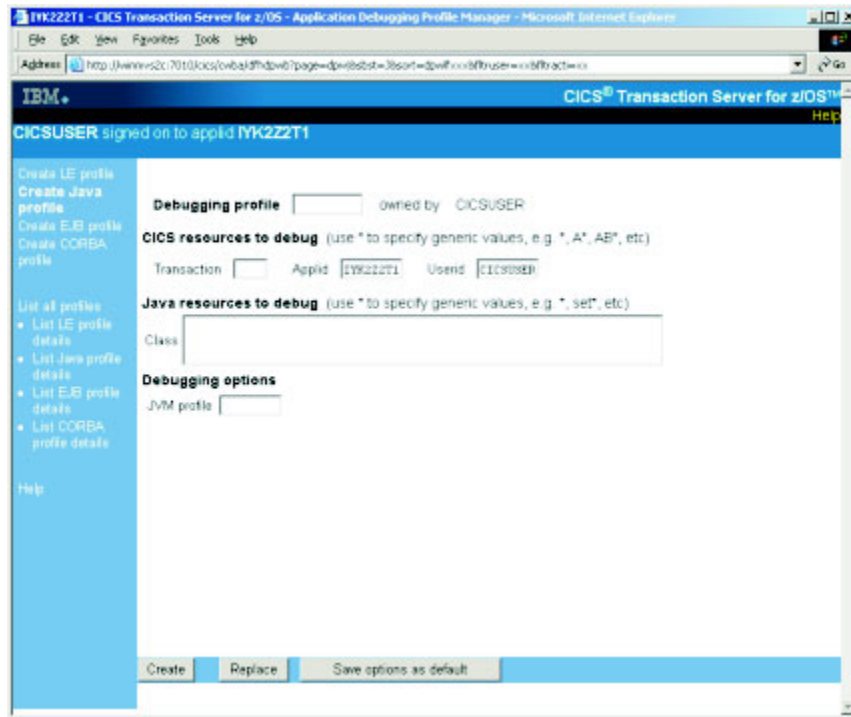 IYK2Z2T1 - CICS Transaction Server for z/OS - Application Debugging Profile Manager - Microsoft Internet Explorer
File Edit View Favorites Tools Help
Address Go
IBM. CICS® Transaction Server for z/OS™
Help
CICSUSER signed on to applid IYK2Z2T1
Create LE profile
Create Java profile
Create EJB profile
Create CORBA profile
List all profiles
List LE profile details
List Java profile details
List EJB profile details
List CORBA profile details
Help
Debugging profile owned by CICSUSER
CICS resources to debug (use * to specify generic values, e.g. *, A*, AB*, etc)
Transaction Applid IYK2Z2T1 Userid CICSUSER
Java resources to debug (use * to specify generic values, e.g. *, set*, etc)
Class
Debugging options
JVM profile
Create Replace Save options as default